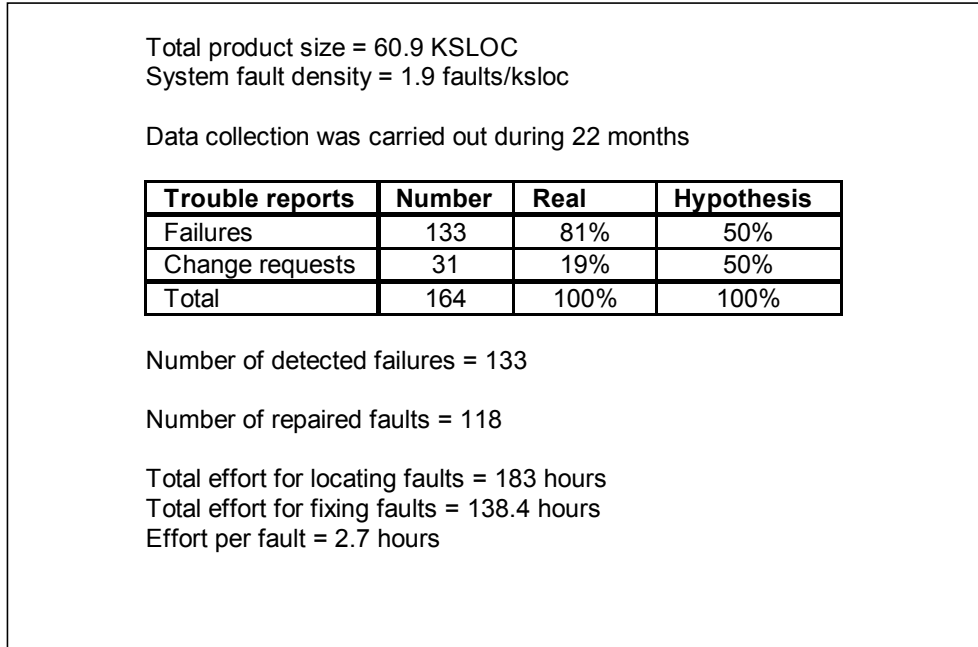 Total product size = 60.9 KSLOC
System fault density = 1.9 faults/ksloc
Data collection was carried out during 22 months
Trouble reports Number Real Hypothesis
Failures 133 81% 50%
Change requests 31 19% 50%
Total 164 100% 100%
Number of detected failures = 133
Number of repaired faults = 118
Total effort for locating faults = 183 hours
Total effort for fixing faults = 138.4 hours
Effort per fault = 2.7 hours